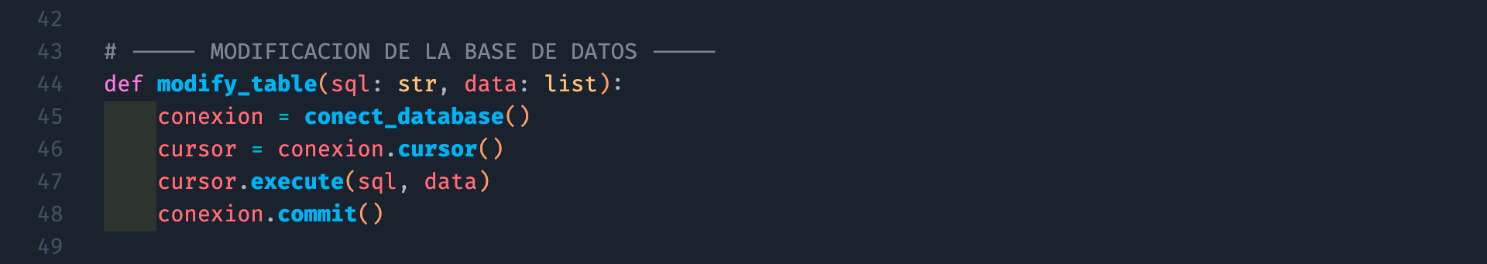 42
43 # ----- MODIFICACION DE LA BASE DE DATOS -----
44 def modify_table(sql: str, data: list):
45     conexion = conect_database()
46     cursor = conexion.cursor()
47     cursor.execute(sql, data)
48     conexion.commit()
49